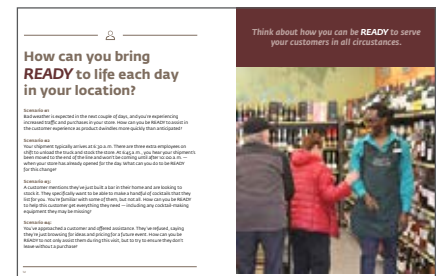 How can you bring
READY to life each day
in your location?
Scenario #1:
Bad weather is expected in the next couple of days, and you're experiencing
increased traffic and purchases in your store. How can you be READY to assist in
the customer experience as product dwindles more quickly than anticipated?
Scenario #2:
Your shipment typically arrives at 6:30 a.m. There are three extra employees on
shift to unload the truck and stock the store. At 6:45 a.m., you hear your shipment's
been moved to the end of the line and won't be coming until after 10:00 a.m. —
when your store has already opened for the day. What can you do to be READY
for this change?
Scenario #3:
A customer mentions they've just built a bar in their home and are looking to
stock it. They specifically want to be able to make a handful of cocktails that they
list for you. You're familiar with some of them, but not all. How can you be READY
to help this customer get everything they need — including any cocktail-making
equipment they may be missing?
Scenario #4:
You've approached a customer and offered assistance. They've refused, saying
they're just browsing for ideas and pricing for a future event. How can you be
READY to not only assist them during this visit, but to try to ensure they don't
leave without a purchase?
Think about how you can be READY to serve
your customers in all circustances.